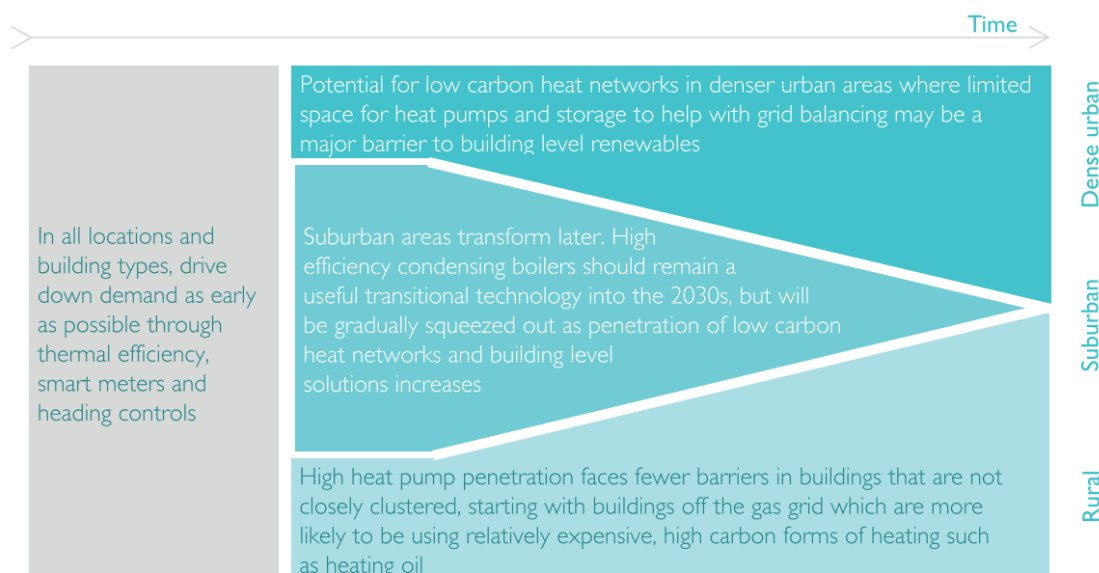 Time
In all locations and
building types, drive
down demand as early
as possible through
thermal efficiency,
smart meters and
heading controls
Potential for low carbon heat networks in denser urban areas where limited
space for heat pumps and storage to help with grid balancing may be a
major barrier to building level renewables
Suburban areas transform later. High
efficiency condensing boilers should remain a
useful transitional technology into the 2030s, but will
be gradually squeezed out as penetration of low carbon
heat networks and building level
solutions increases
High heat pump penetration faces fewer barriers in buildings that are not
closely clustered, starting with buildings off the gas grid which are more
likely to be using relatively expensive, high carbon forms of heating such
as heating oil
Dense urban
Suburban
Rural